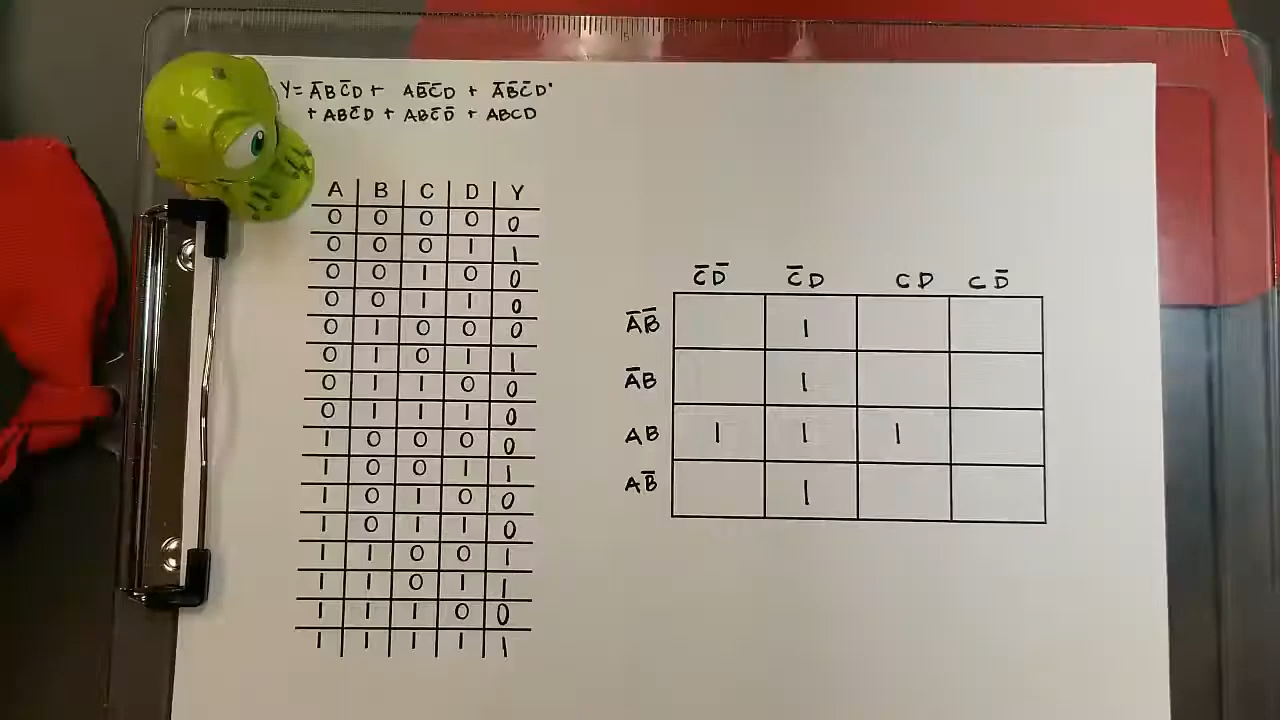 Y = A̅BC̅D + AB̅C̅D + A̅B̅C̅D
+ ABC̅D + ABC̅D̅ + ABCD
A B C D Y
0 0 0 0 0
0 0 0 1 1
0 0 1 0 0
0 0 1 1 0
0 1 0 0 0
0 1 0 1 1
0 1 1 0 0
0 1 1 1 0
1 0 0 0 0
1 0 0 1 1
1 0 1 0 0
1 0 1 1 0
1 1 0 0 1
1 1 0 1 1
1 1 1 0 0
1 1 1 1 1
C̅D̅ C̅D CD CD̅
A̅B̅ 1
A̅B 1
AB 1 1 1
AB̅ 1